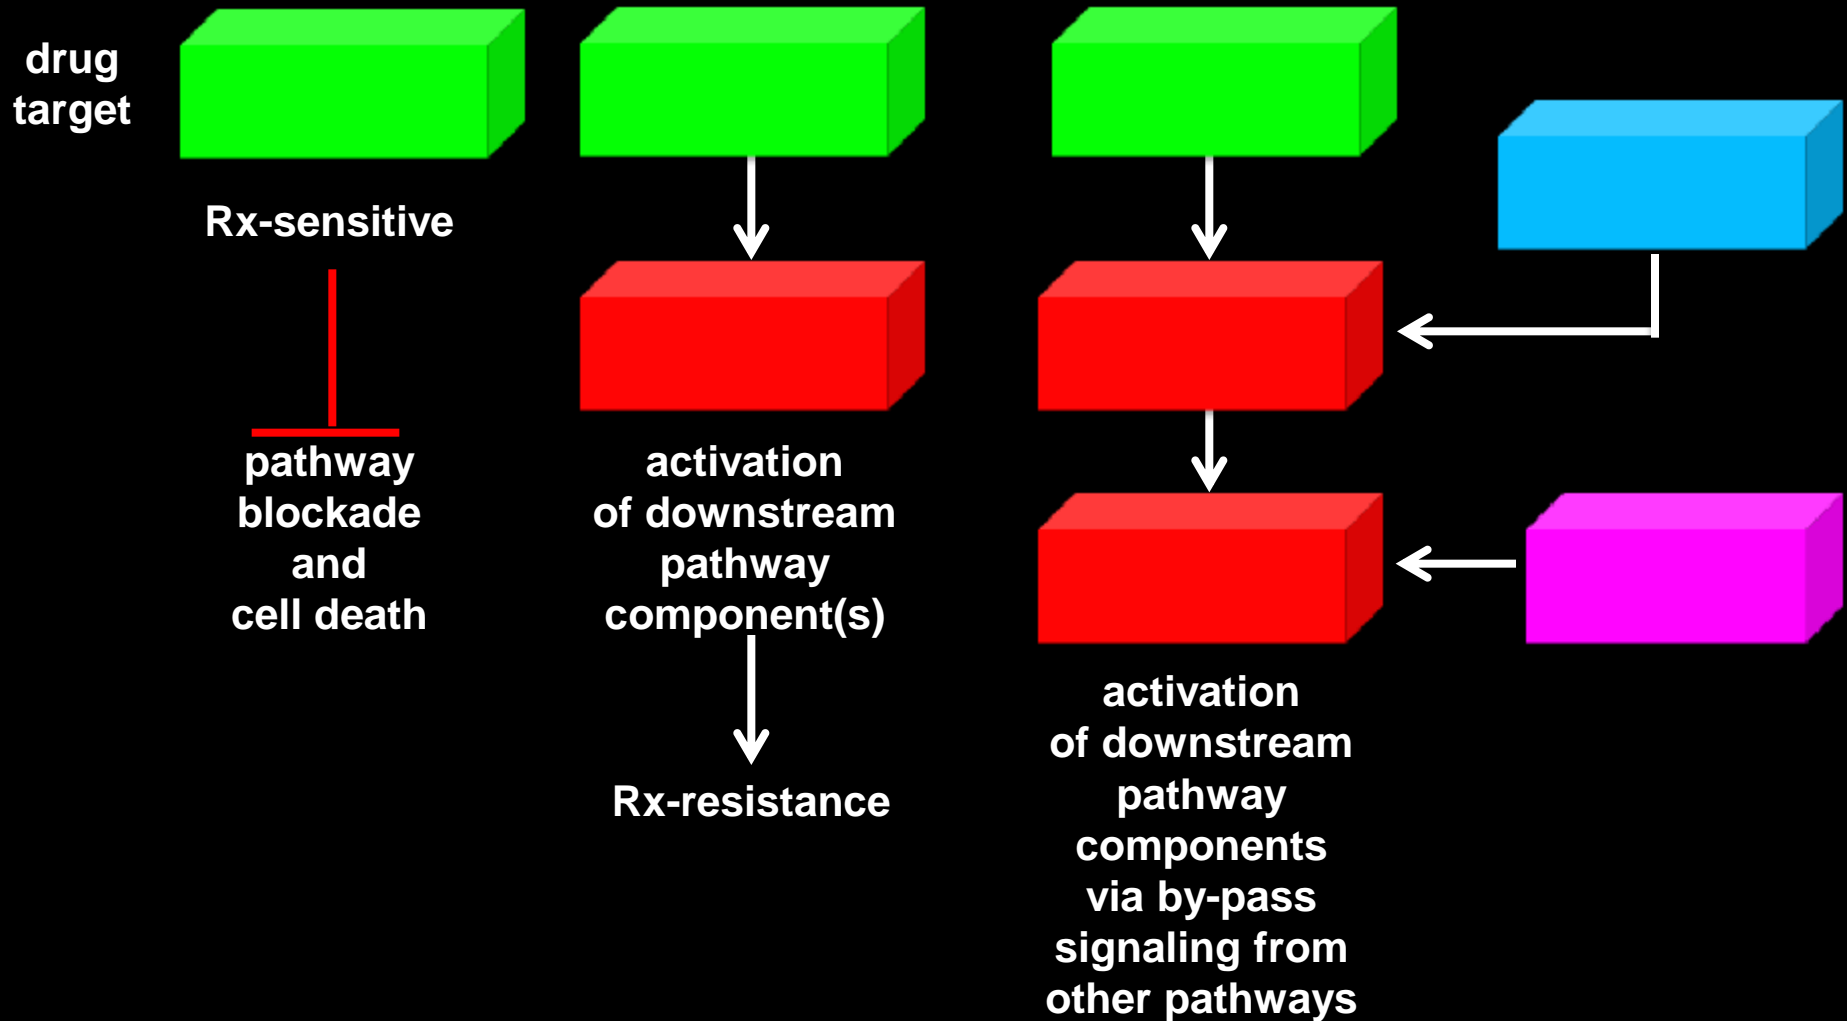 drug
target
Rx-sensitive
pathway
blockade
and
cell death
activation
of downstream
pathway
component(s)
Rx-resistance
activation
of downstream
pathway
components
via by-pass
signaling from
other pathways